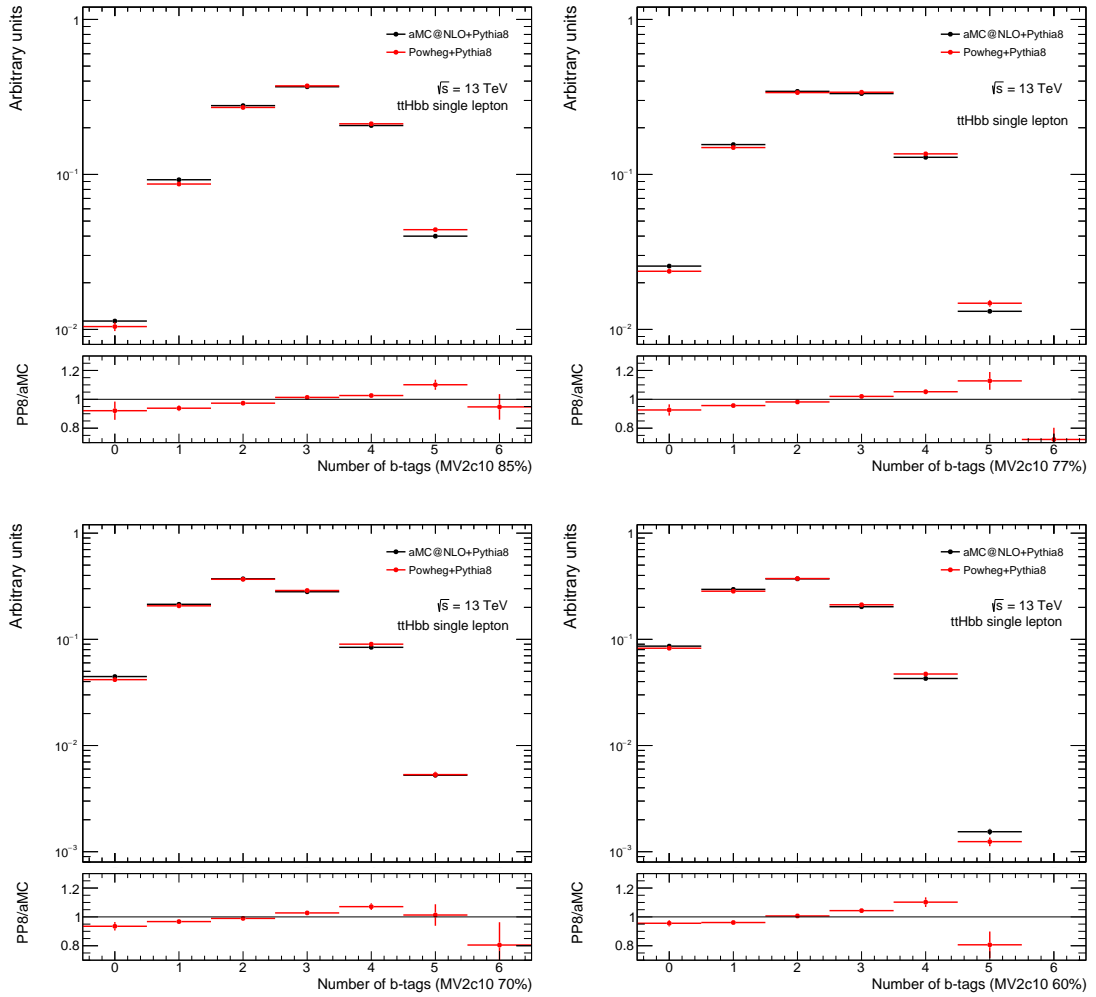 Arbitrary units
1
10⁻¹
10⁻²
aMC@NLO+Pythia8
Powheg+Pythia8
√s = 13 TeV
ttHbb single lepton
PP8/aMC
1.2
1
0.8
0 1 2 3 4 5 6
Number of b-tags (MV2c10 85%)
Arbitrary units
1
10⁻¹
10⁻²
aMC@NLO+Pythia8
Powheg+Pythia8
√s = 13 TeV
ttHbb single lepton
PP8/aMC
1.2
1
0.8
0 1 2 3 4 5 6
Number of b-tags (MV2c10 77%)
Arbitrary units
1
10⁻¹
10⁻²
10⁻³
aMC@NLO+Pythia8
Powheg+Pythia8
√s = 13 TeV
ttHbb single lepton
PP8/aMC
1.2
1
0.8
0 1 2 3 4 5 6
Number of b-tags (MV2c10 70%)
Arbitrary units
1
10⁻¹
10⁻²
10⁻³
aMC@NLO+Pythia8
Powheg+Pythia8
√s = 13 TeV
ttHbb single lepton
PP8/aMC
1.2
1
0.8
0 1 2 3 4 5 6
Number of b-tags (MV2c10 60%)